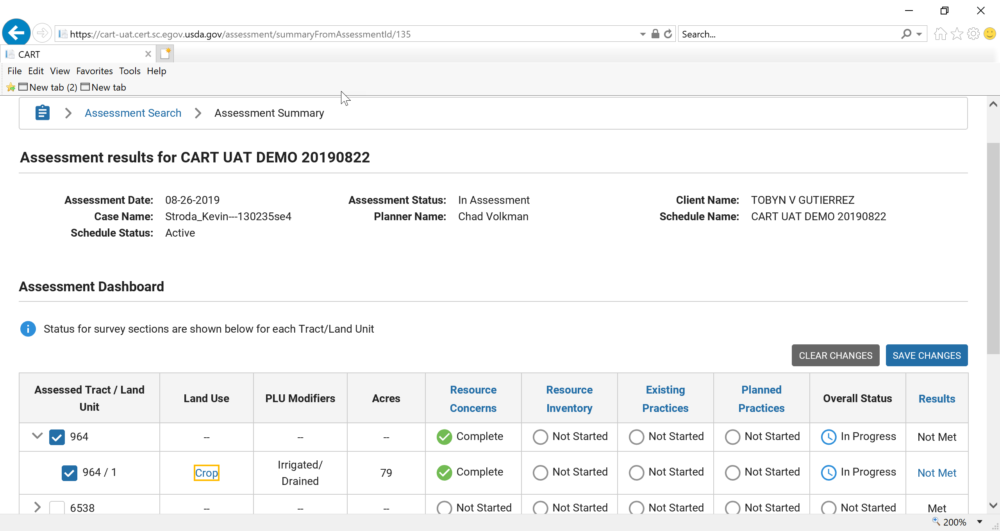 https://cart-uat.cert.sc.egov.usda.gov/assessment/summaryFromAssessmentId/135
Search...
CART
File Edit View Favorites Tools Help
New tab (2) New tab
Assessment Search Assessment Summary
Assessment results for CART UAT DEMO 20190822
Assessment Date: 08-26-2019 Assessment Status: In Assessment Client Name: TOBYN V GUTIERREZ
Case Name: Stroda_Kevin---130235se4 Planner Name: Chad Volkman Schedule Name: CART UAT DEMO 20190822
Schedule Status: Active
Assessment Dashboard
Status for survey sections are shown below for each Tract/Land Unit
CLEAR CHANGES SAVE CHANGES
Assessed Tract / Land Unit Land Use PLU Modifiers Acres Resource Concerns Resource Inventory Existing Practices Planned Practices Overall Status Results
964 -- -- -- Complete Not Started Not Started Not Started In Progress Not Met
964 / 1 Crop Irrigated/ Drained 79 Complete Not Started Not Started Not Started In Progress Not Met
6538 -- -- -- Not Started Not Started Not Started Not Started Not Started Met
200%